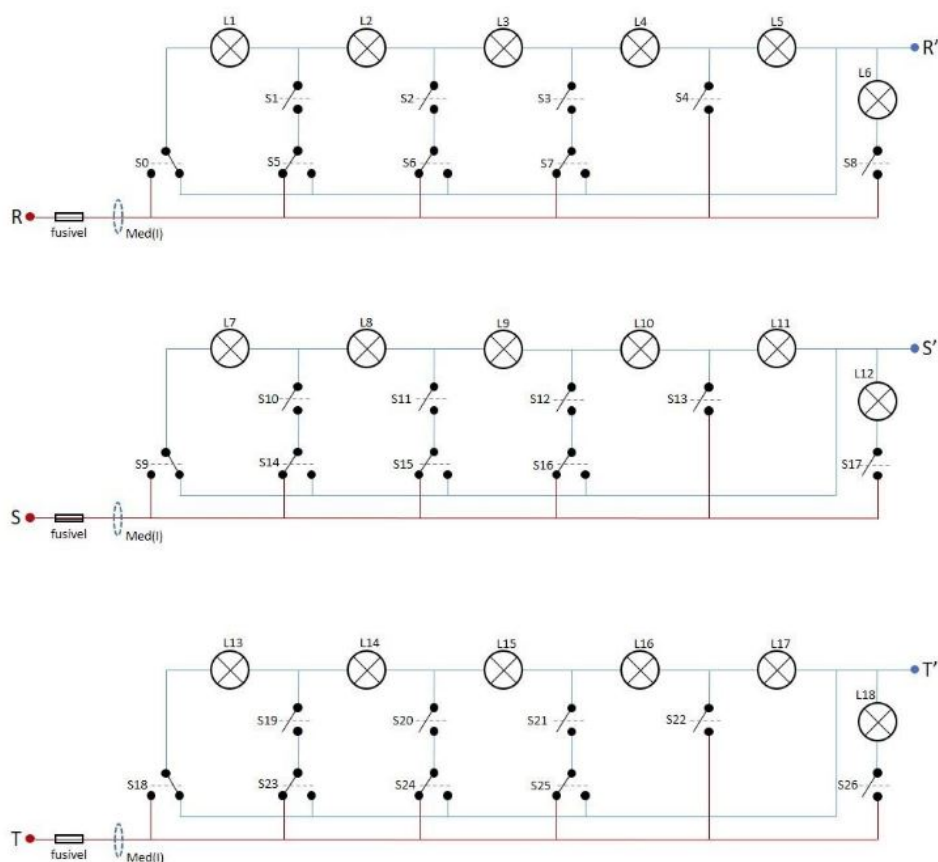 L1 L2 L3 L4 L5
R'
L6
S1 S2 S3 S4
S0 S5 S6 S7 S8
R
fusivel Med(I)
L7 L8 L9 L10 L11
S'
L12
S10 S11 S12 S13
S9 S14 S15 S16 S17
S
fusivel Med(I)
L13 L14 L15 L16 L17
T'
L18
S19 S20 S21 S22
S18 S23 S24 S25 S26
T
fusivel Med(I)